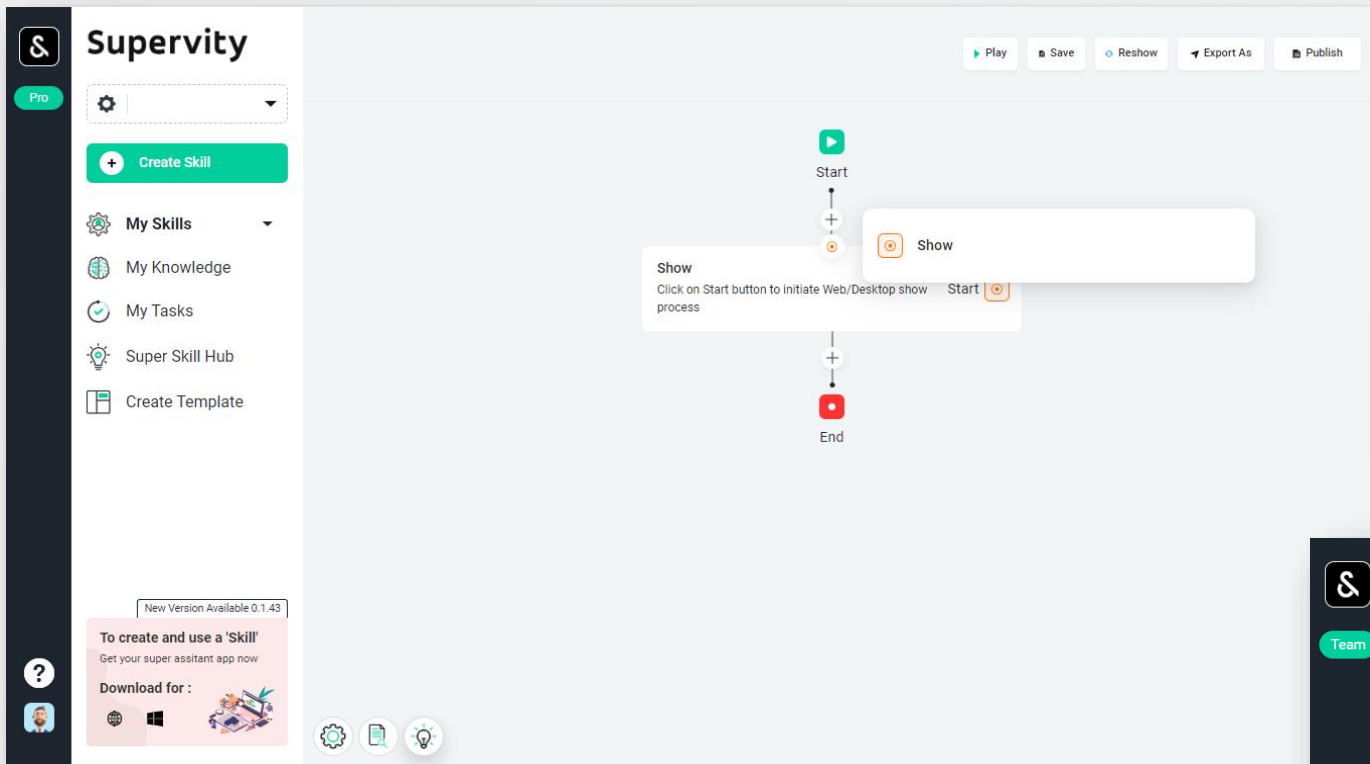 &
Supervity
Pro
Create Skill
My Skills
My Knowledge
My Tasks
Super Skill Hub
Create Template
New Version Available 0.1.43
To create and use a 'Skill'
Get your super assitant app now
Download for :
?
Play
Save
Reshow
Export As
Publish
Start
Show
Show
Click on Start button to initiate Web/Desktop show
process
Start
End
&
Team